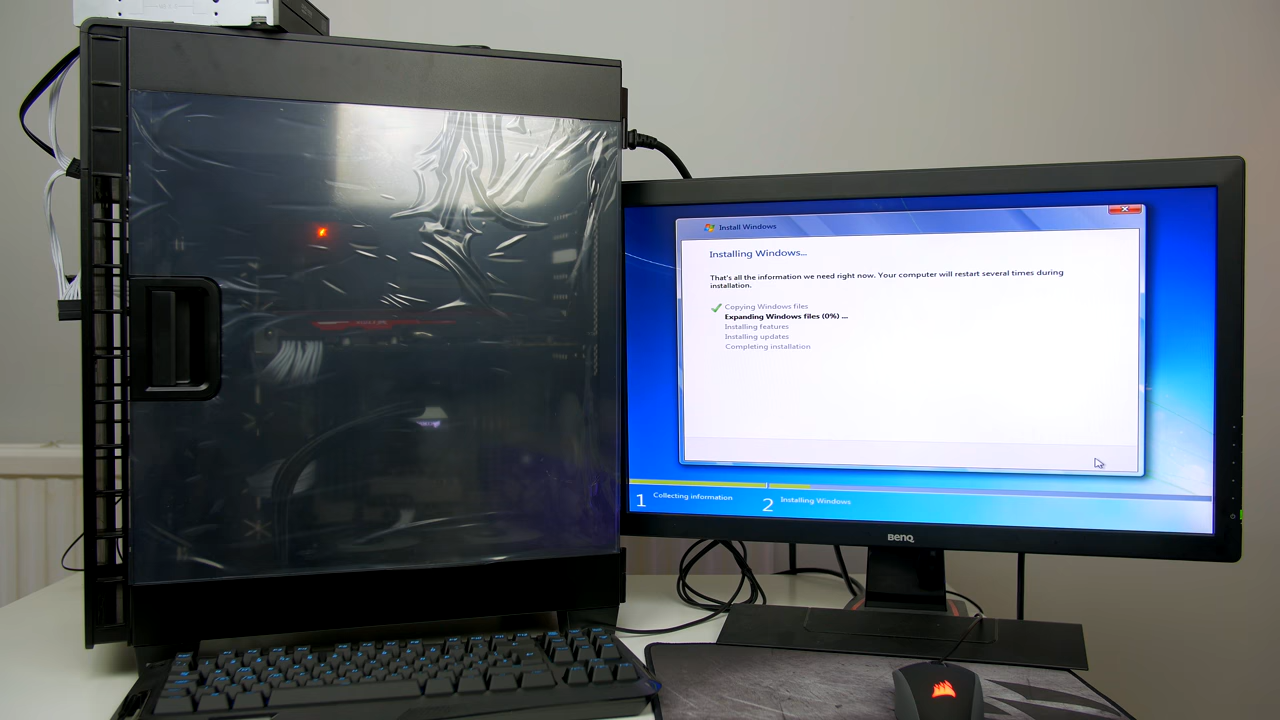 Install Windows
Installing Windows...
That's all the information we need right now. Your computer will restart several times during
installation.
Copying Windows files
Expanding Windows files (0%) ...
Installing features
Installing updates
Completing installation
1 Collecting information
2 Installing Windows
BenQ